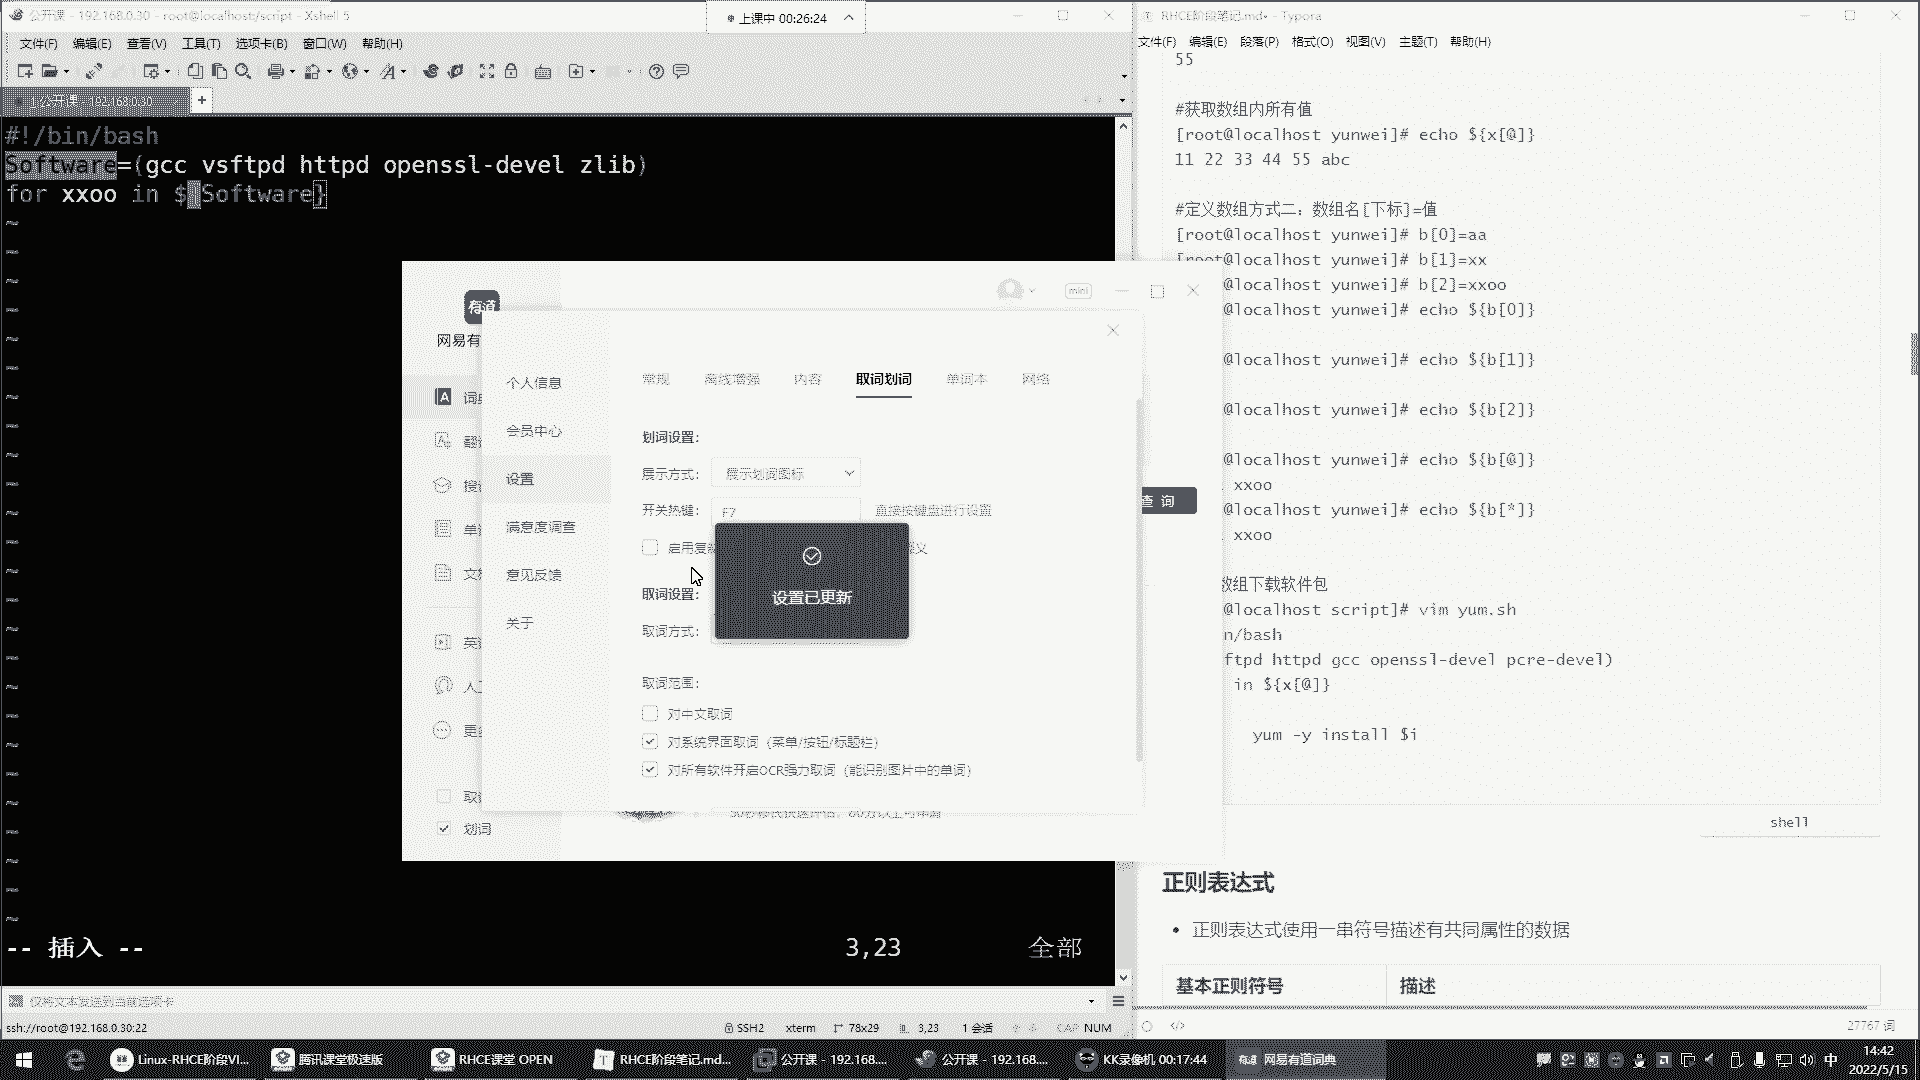 公开课 - 192.168.0.30 - root@localhost/script - Xshell 5
上课中 00:26:24
文件(F) 编辑(E) 查看(V) 工具(T) 选项卡(B) 窗口(W) 帮助(H)
1 公开课 - 192.168.0.30
#!/bin/bash
Software=(gcc vsftpd httpd openssl-devel zlib)
for xxoo in ${Software}
-- 插入 --
3,23
全部
仅将文本发送到当前选项卡
ssh://root@192.168.0.30:22
SSH2
xterm
78x29
3,23
1 会话
CAP NUM
RHCE阶段笔记.md• - Typora
文件(F) 编辑(E) 段落(P) 格式(O) 视图(V) 主题(T) 帮助(H)
55
#获取数组内所有值
[root@localhost yunwei]# echo ${x[@]}
11 22 33 44 55 abc
#定义数组方式二：数组名[下标]=值
[root@localhost yunwei]# b[0]=aa
[root@localhost yunwei]# b[1]=xx
@localhost yunwei]# b[2]=xxoo
@localhost yunwei]# echo ${b[0]}
@localhost yunwei]# echo ${b[1]}
@localhost yunwei]# echo ${b[2]}
@localhost yunwei]# echo ${b[@]}
xxoo
@localhost yunwei]# echo ${b[*]}
xxoo
数组下载软件包
@localhost script]# vim yum.sh
n/bash
ftpd httpd gcc openssl-devel pcre-devel)
in ${x[@]}
yum -y install $i
shell
正则表达式
• 正则表达式使用一串符号描述有共同属性的数据
基本正则符号
描述
27767 词
有道
网易有
mini
查 询
取
划词
个人信息
会员中心
设置
满意度调查
意见反馈
关于
常规 离线增强 内容 取词划词 单词本 网络
划词设置:
展示方式: 展示划词图标
开关热键: F7 直接按键盘进行设置
启用复
设置已更新
取词设置:
取词方式:
取词范围:
对中文取词
对系统界面取词（菜单/按钮/标题栏）
对所有软件开启OCR强力取词（能识别图片中的单词）
Linux-RHCE阶段VI...
腾讯课堂极速版
RHCE课堂 OPEN
RHCE阶段笔记.md...
公开课 - 192.168....
公开课 - 192.168....
KK录像机 00:17:44
网易有道词典
中
14:42
2022/5/15